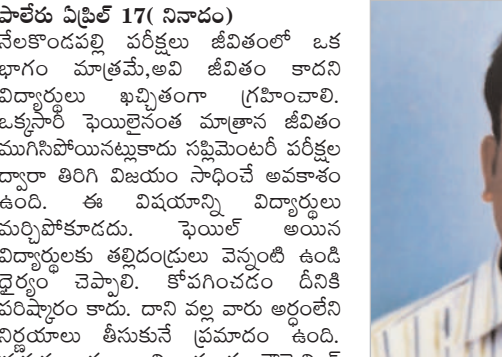 పాలేరు ఏప్రిల్ 17( నినాదం)
నేలకొండపల్లి పరీక్షలు జీవితంలో ఒక
భాగం మాత్రమే,అవి జీవితం కాదని
విద్యార్థులు ఖచ్చితంగా గ్రహించాలి.
ఒక్కసారి ఫెయిలైనంత మాత్రాన జీవితం
ముగిసిపోయినట్లుకాదు సప్లిమెంటరీ పరీక్షల
ద్వారా తిరిగి విజయం సాధించే అవకాశం
ఉంది. ఈ విషయాన్ని విద్యార్థులు
మర్చిపోకూడదు. ఫెయిల్ అయిన
విద్యార్థులకు తల్లిదండ్రులు వెన్నంటి ఉండి
ధైర్యం చెప్పాలి. కోపగించడం దీనికి
పరిష్కారం కాదు. దాని వల్ల వారు అర్ధంలేని
నిర్ణయాలు తీసుకునే ప్రమాదం ఉంది.